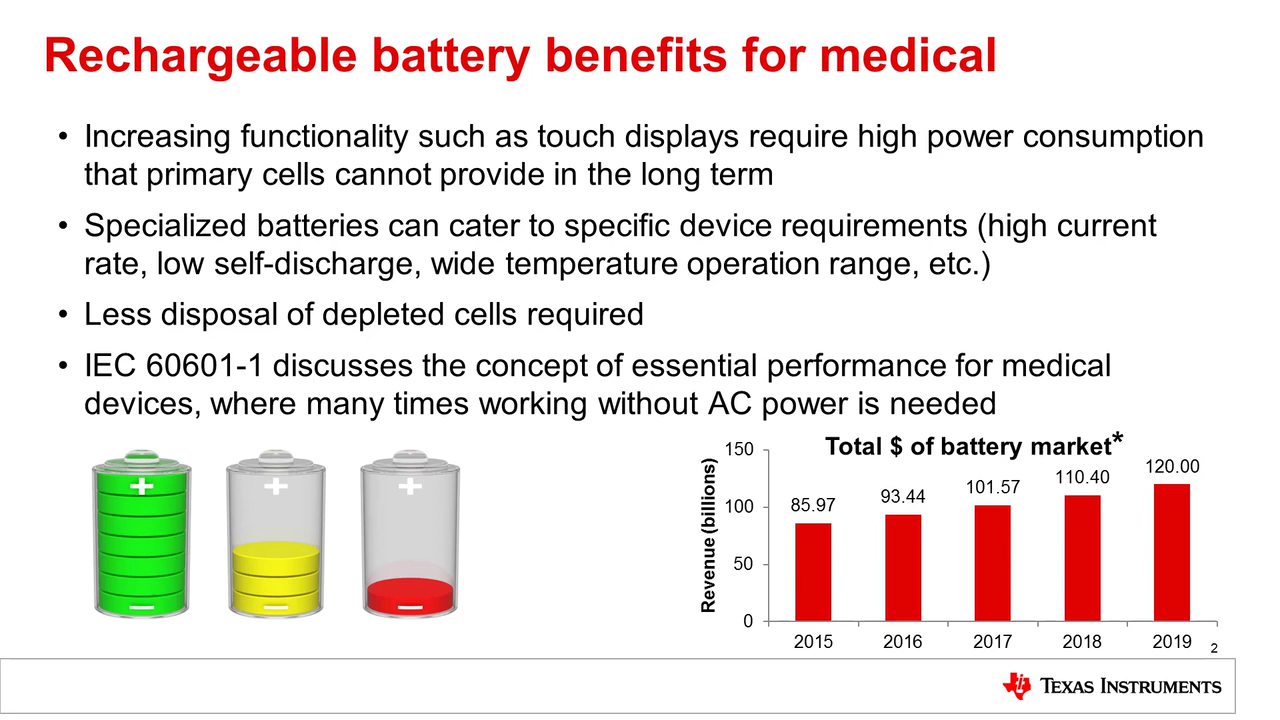 Rechargeable battery benefits for medical
• Increasing functionality such as touch displays require high power consumption
that primary cells cannot provide in the long term
• Specialized batteries can cater to specific device requirements (high current
rate, low self-discharge, wide temperature operation range, etc.)
• Less disposal of depleted cells required
• IEC 60601-1 discusses the concept of essential performance for medical
devices, where many times working without AC power is needed
+ + +
– – –
Total $ of battery market*
Revenue (billions)
150
100
50
0
85.97 93.44 101.57 110.40 120.00
2015 2016 2017 2018 2019
2
TEXAS INSTRUMENTS